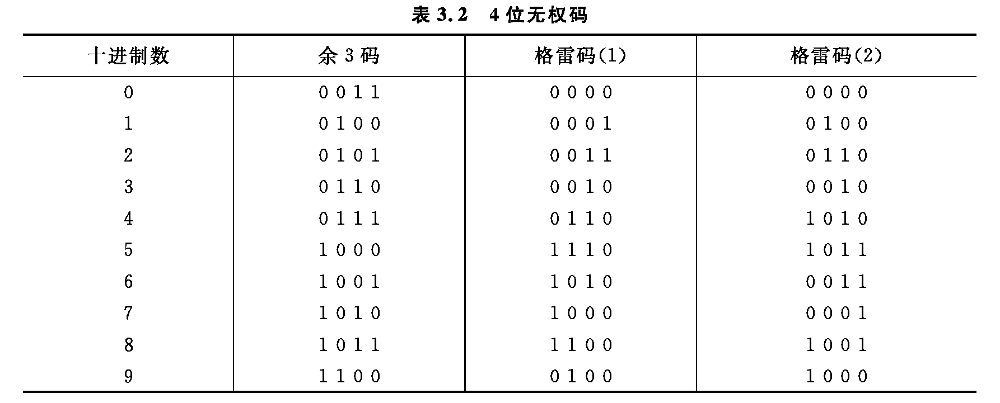 表 3.2 4 位无权码
十进制数 余 3 码 格雷码(1) 格雷码(2)
0 0 0 1 1 0 0 0 0 0 0 0 0
1 0 1 0 0 0 0 0 1 0 1 0 0
2 0 1 0 1 0 0 1 1 0 1 1 0
3 0 1 1 0 0 0 1 0 0 0 1 0
4 0 1 1 1 0 1 1 0 1 0 1 0
5 1 0 0 0 1 1 1 0 1 0 1 1
6 1 0 0 1 1 0 1 0 0 0 1 1
7 1 0 1 0 1 0 0 0 0 0 0 1
8 1 0 1 1 1 1 0 0 1 0 0 1
9 1 1 0 0 0 1 0 0 1 0 0 0